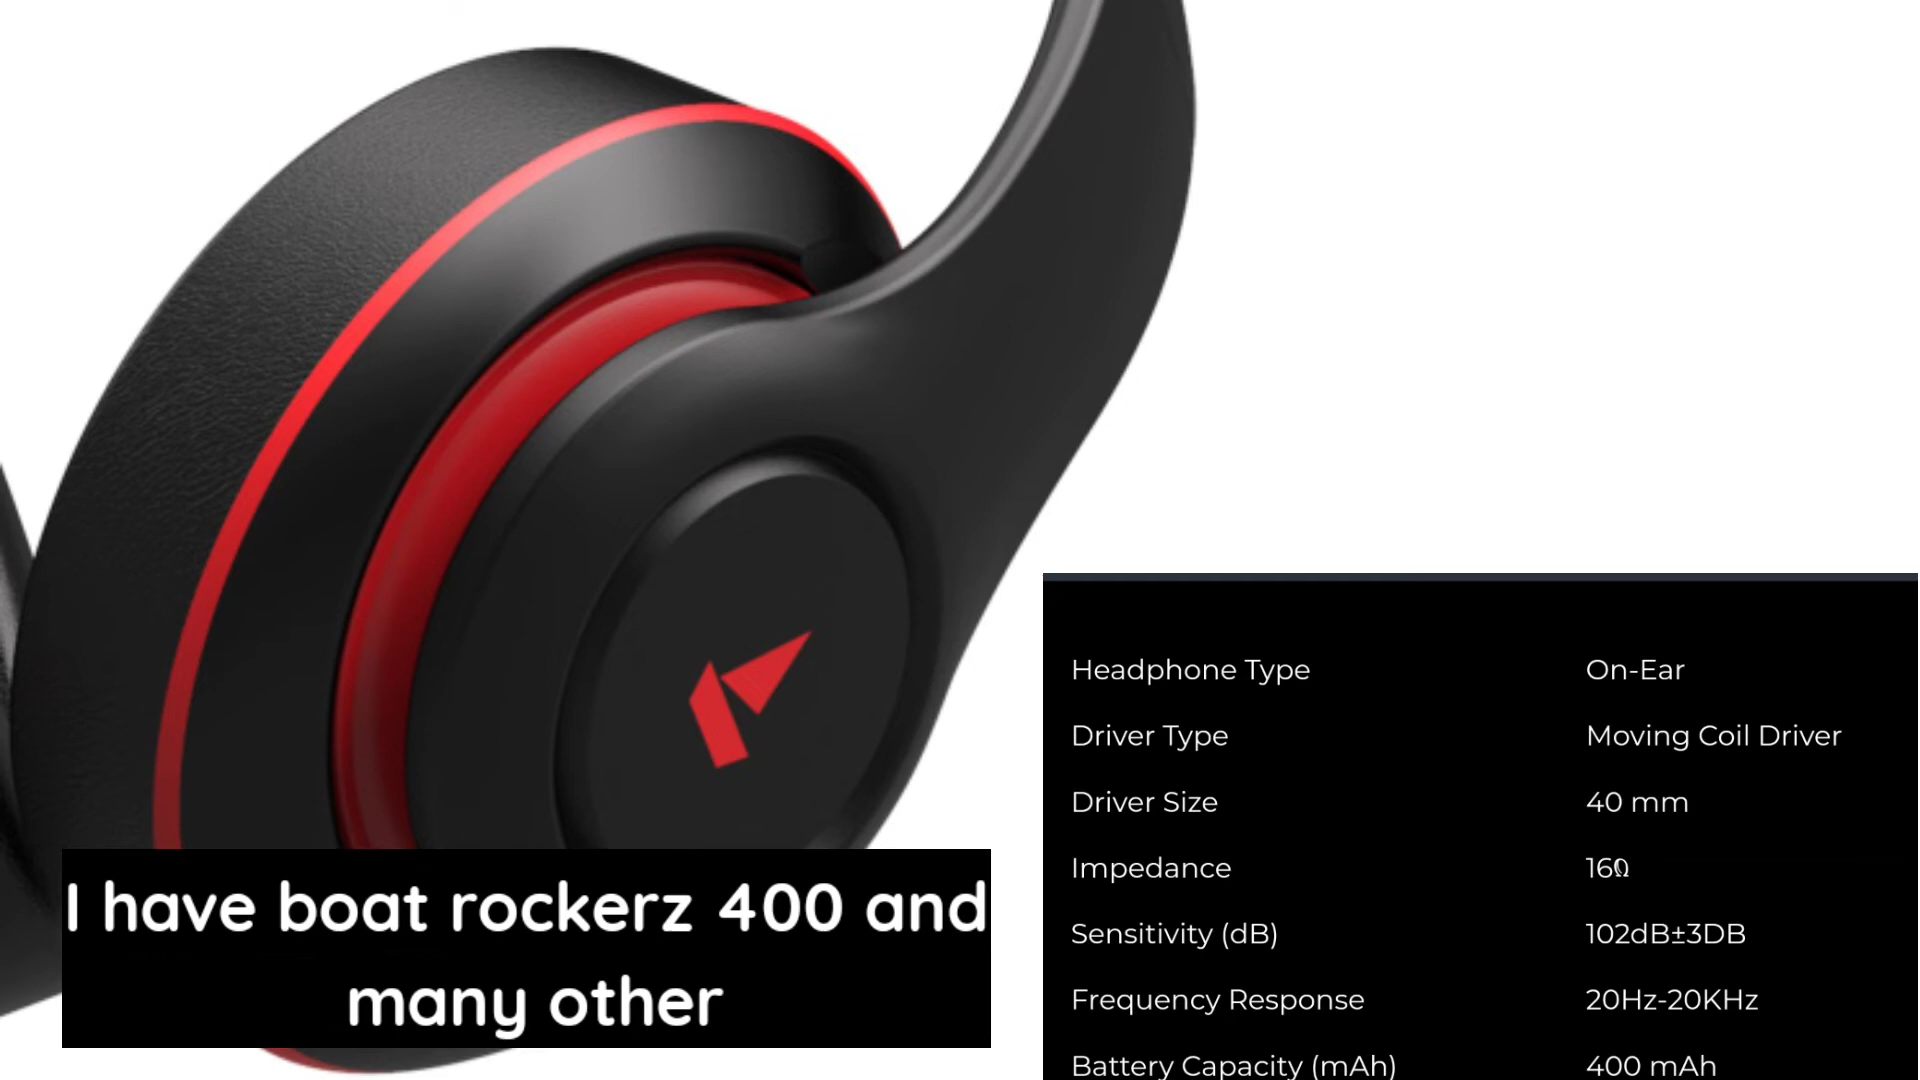 I have boat rockerz 400 and
many other
Headphone Type On-Ear
Driver Type Moving Coil Driver
Driver Size 40 mm
Impedance 16Ω
Sensitivity (dB) 102dB±3DB
Frequency Response 20Hz-20KHz
Battery Capacity (mAh) 400 mAh